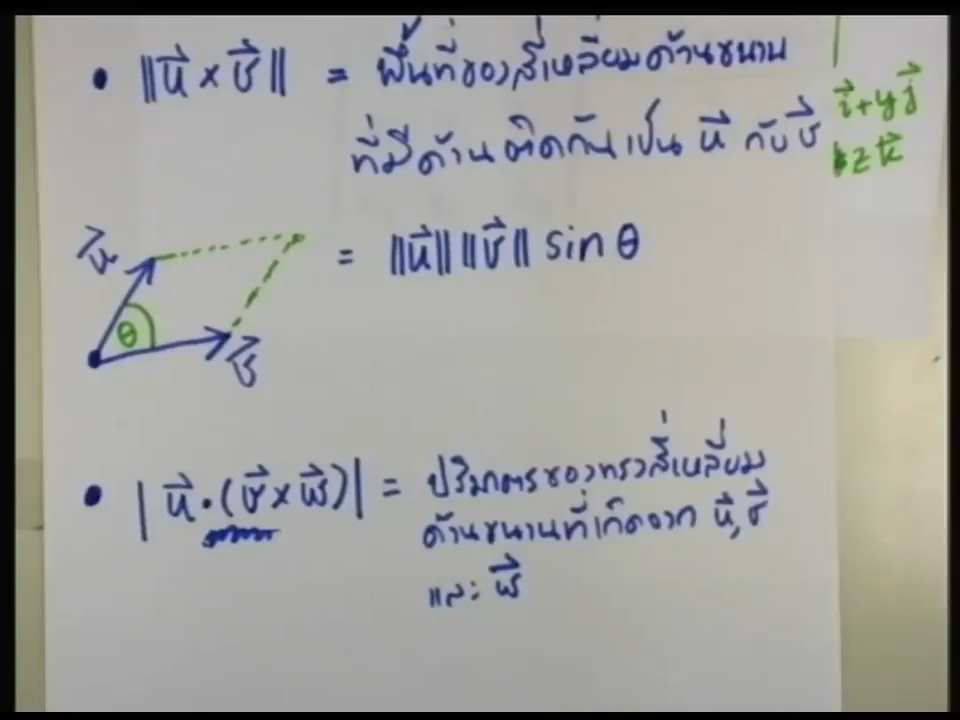 • ‖u⃗ × v⃗‖ = พื้นที่ของสี่เหลี่ยมด้านขนาน
ที่มีด้านติดกันเป็น u⃗ กับ v⃗
i⃗ + y j⃗
z k⃗
u⃗
θ
v⃗
= ‖u⃗‖ ‖v⃗‖ sin θ
• | u⃗ · (v⃗ × w⃗) | = ปริมาตรของทรงสี่เหลี่ยม
ด้านขนานที่เกิดจาก u⃗, v⃗
และ w⃗